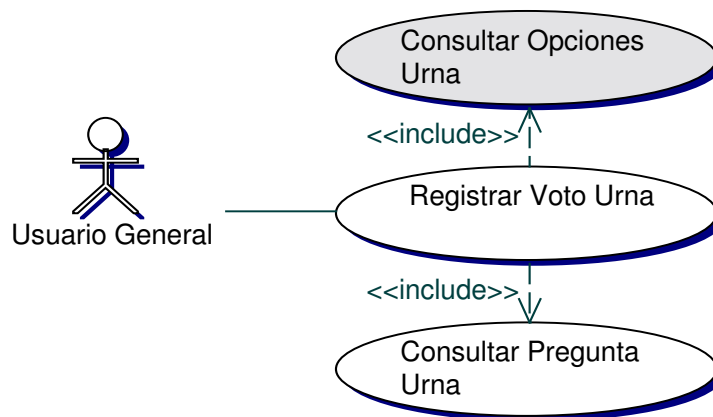 Consultar Opciones
Urna
<<include>>
Registrar Voto Urna
Usuario General
<<include>>
Consultar Pregunta
Urna